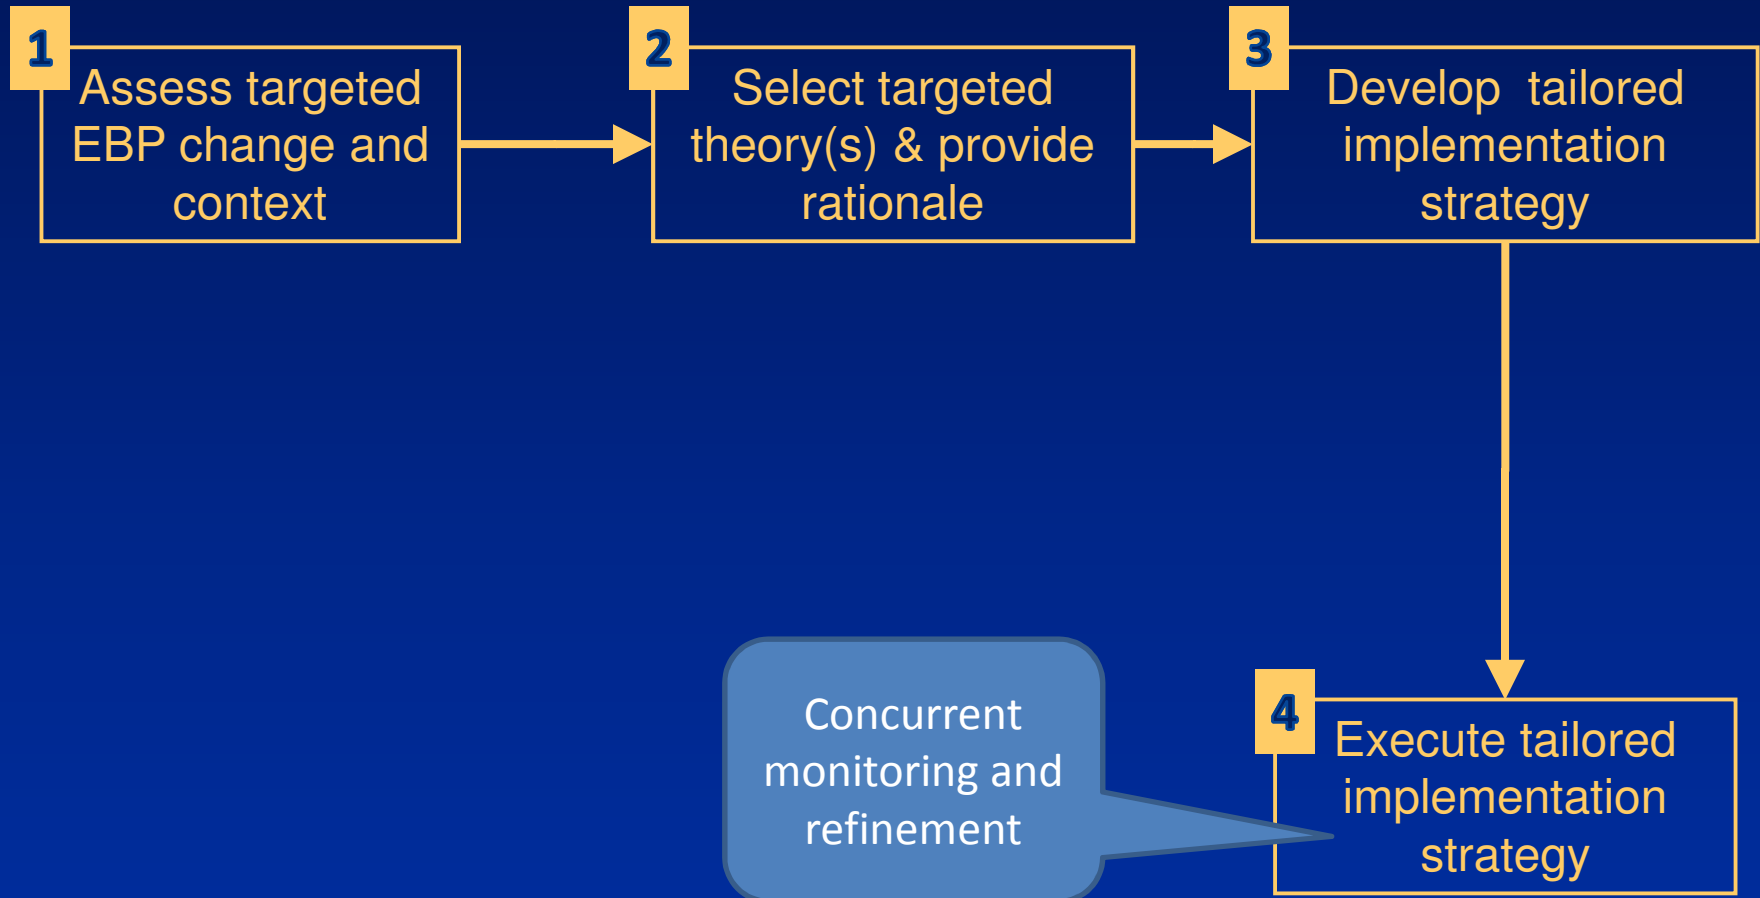 1
Assess targeted
EBP change and
context
2
Select targeted
theory(s) & provide
rationale
3
Develop tailored
implementation
strategy
Concurrent
monitoring and
refinement
4
Execute tailored
implementation
strategy